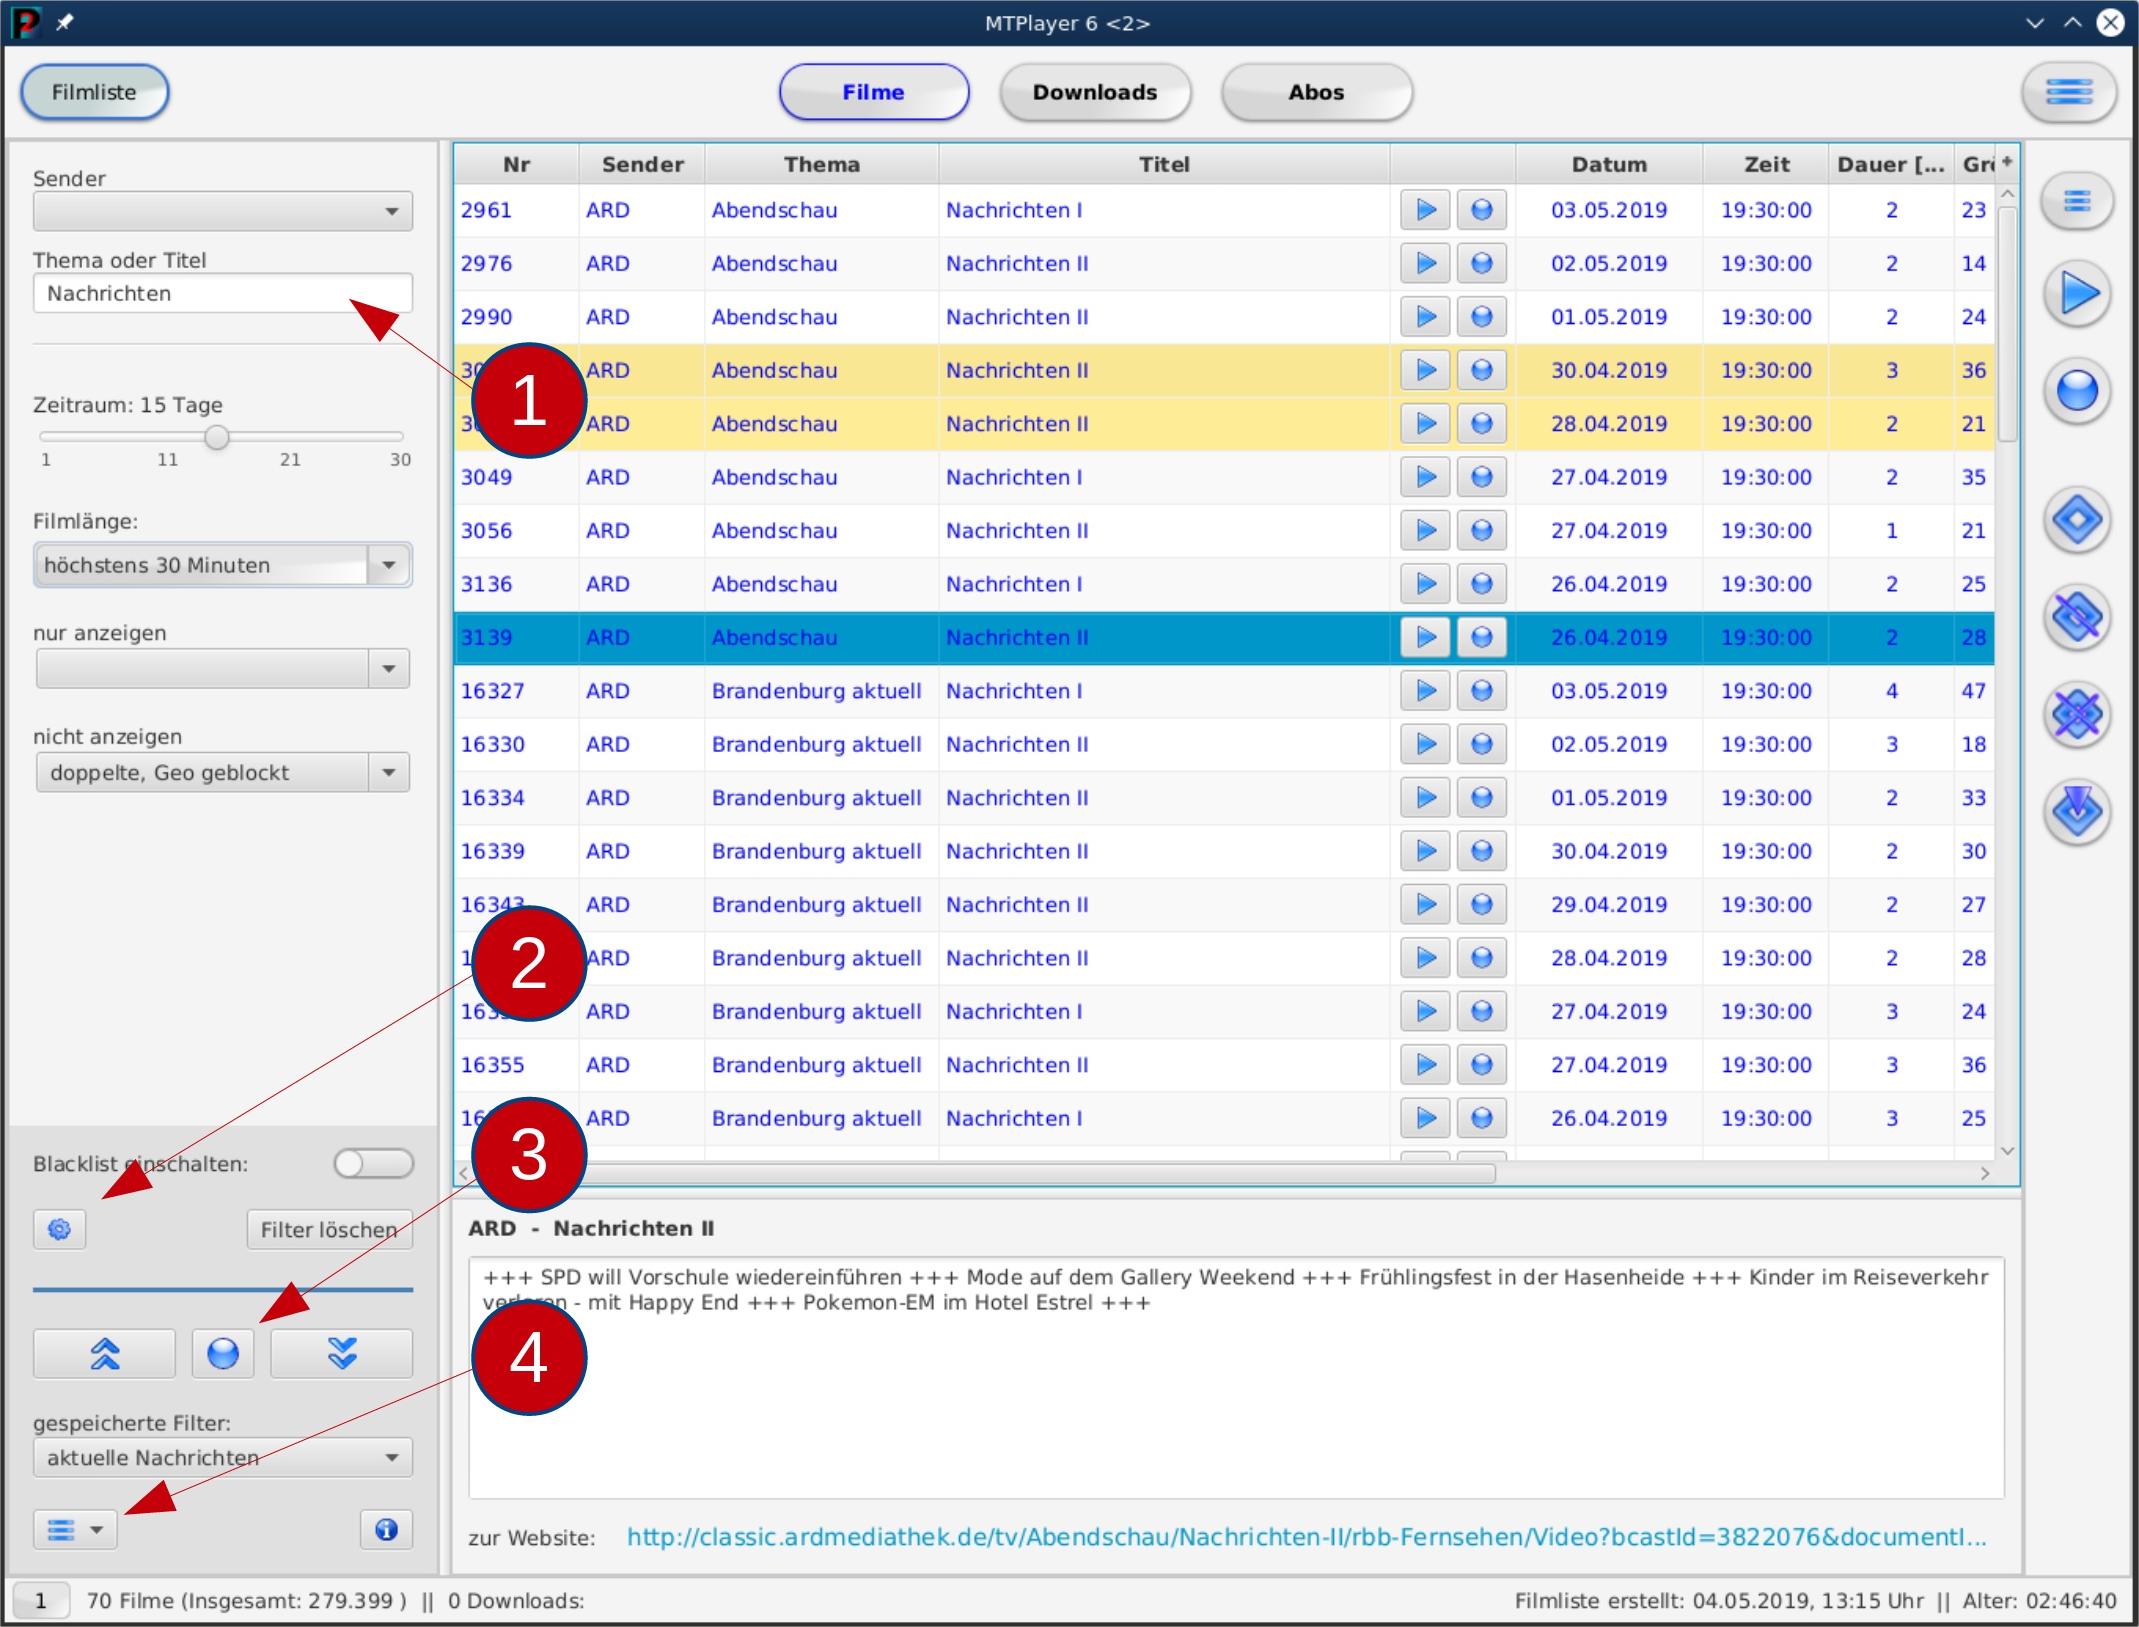 MTPlayer 6 <2>
Filmliste
Filme
Downloads
Abos
Sender
Thema oder Titel
Nachrichten
Zeitraum: 15 Tage
1 11 21 30
Filmlänge:
höchstens 30 Minuten
nur anzeigen
nicht anzeigen
doppelte, Geo geblockt
Blacklist einschalten:
Filter löschen
gespeicherte Filter:
aktuelle Nachrichten
1
2
3
4
Nr Sender Thema Titel Datum Zeit Dauer [... +
2961 ARD Abendschau Nachrichten I 03.05.2019 19:30:00 2 23
2976 ARD Abendschau Nachrichten II 02.05.2019 19:30:00 2 14
2990 ARD Abendschau Nachrichten II 01.05.2019 19:30:00 2 24
ARD Abendschau Nachrichten II 30.04.2019 19:30:00 3 36
ARD Abendschau Nachrichten II 28.04.2019 19:30:00 2 21
3049 ARD Abendschau Nachrichten I 27.04.2019 19:30:00 2 35
3056 ARD Abendschau Nachrichten II 27.04.2019 19:30:00 1 21
3136 ARD Abendschau Nachrichten I 26.04.2019 19:30:00 2 25
3139 ARD Abendschau Nachrichten II 26.04.2019 19:30:00 2 28
16327 ARD Brandenburg aktuell Nachrichten I 03.05.2019 19:30:00 4 47
16330 ARD Brandenburg aktuell Nachrichten II 02.05.2019 19:30:00 3 18
16334 ARD Brandenburg aktuell Nachrichten II 01.05.2019 19:30:00 2 33
16339 ARD Brandenburg aktuell Nachrichten II 30.04.2019 19:30:00 2 30
16343 ARD Brandenburg aktuell Nachrichten II 29.04.2019 19:30:00 2 27
ARD Brandenburg aktuell Nachrichten II 28.04.2019 19:30:00 2 28
ARD Brandenburg aktuell Nachrichten I 27.04.2019 19:30:00 3 24
16355 ARD Brandenburg aktuell Nachrichten II 27.04.2019 19:30:00 3 36
ARD Brandenburg aktuell Nachrichten I 26.04.2019 19:30:00 3 25
ARD - Nachrichten II
+++ SPD will Vorschule wiedereinführen +++ Mode auf dem Gallery Weekend +++ Frühlingsfest in der Hasenheide +++ Kinder im Reiseverkehr
verloren - mit Happy End +++ Pokemon-EM im Hotel Estrel +++
zur Website: http://classic.ardmediathek.de/tv/Abendschau/Nachrichten-II/rbb-Fernsehen/Video?bcastId=3822076&documentI...
1 70 Filme (Insgesamt: 279.399 ) || 0 Downloads:
Filmliste erstellt: 04.05.2019, 13:15 Uhr || Alter: 02:46:40